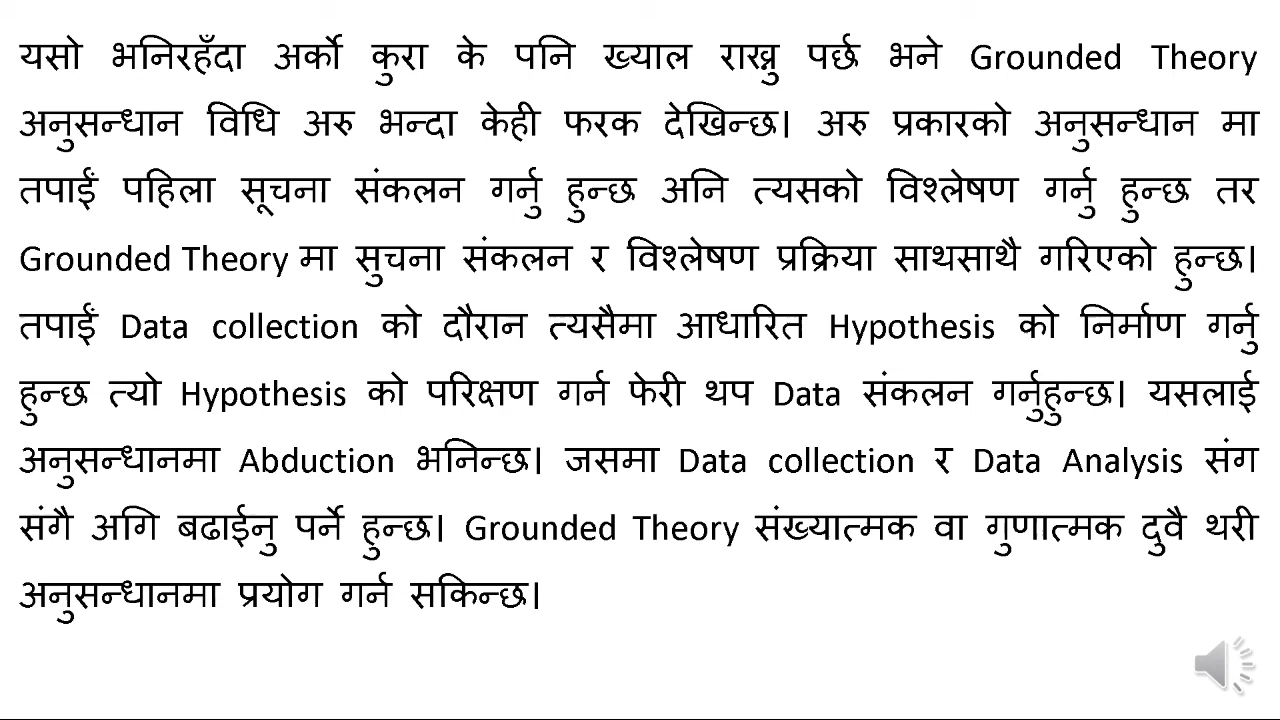 यसो भनिरहँदा अर्को कुरा के पनि ख्याल राख्नु पर्छ भने Grounded Theory
अनुसन्धान विधि अरु भन्दा केही फरक देखिन्छ। अरु प्रकारको अनुसन्धान मा
तपाईं पहिला सूचना संकलन गर्नु हुन्छ अनि त्यसको विश्लेषण गर्नु हुन्छ तर
Grounded Theory मा सुचना संकलन र विश्लेषण प्रक्रिया साथसाथै गरिएको हुन्छ।
तपाईं Data collection को दौरान त्यसैमा आधारित Hypothesis को निर्माण गर्नु
हुन्छ त्यो Hypothesis को परिक्षण गर्न फेरी थप Data संकलन गर्नुहुन्छ। यसलाई
अनुसन्धानमा Abduction भनिन्छ। जसमा Data collection र Data Analysis संग
संगै अगि बढाईनु पर्ने हुन्छ। Grounded Theory संख्यात्मक वा गुणात्मक दुवै थरी
अनुसन्धानमा प्रयोग गर्न सकिन्छ।